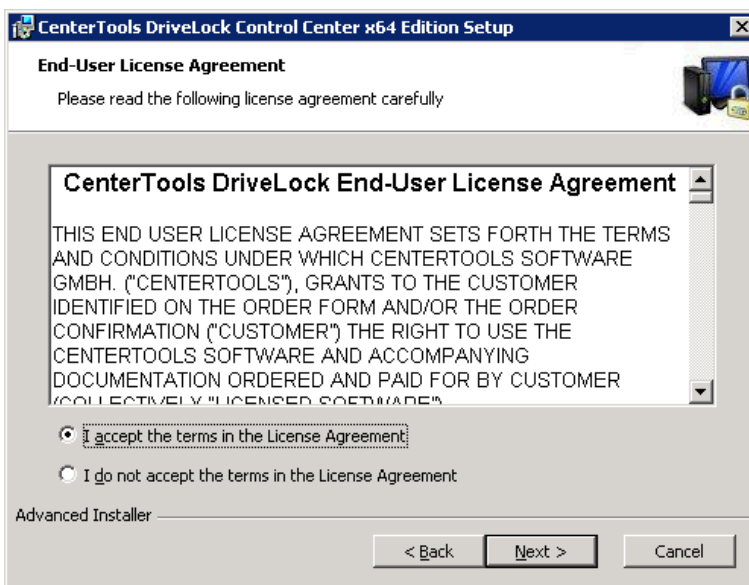 CenterTools DriveLock Control Center x64 Edition Setup
End-User License Agreement
Please read the following license agreement carefully
CenterTools DriveLock End-User License Agreement
THIS END USER LICENSE AGREEMENT SETS FORTH THE TERMS
AND CONDITIONS UNDER WHICH CENTERTOOLS SOFTWARE
GMBH. ("CENTERTOOLS"), GRANTS TO THE CUSTOMER
IDENTIFIED ON THE ORDER FORM AND/OR THE ORDER
CONFIRMATION ("CUSTOMER") THE RIGHT TO USE THE
CENTERTOOLS SOFTWARE AND ACCOMPANYING
DOCUMENTATION ORDERED AND PAID FOR BY CUSTOMER
(COLLECTIVELY "LICENSED SOFTWARE")
I accept the terms in the License Agreement
I do not accept the terms in the License Agreement
Advanced Installer
< Back
Next >
Cancel